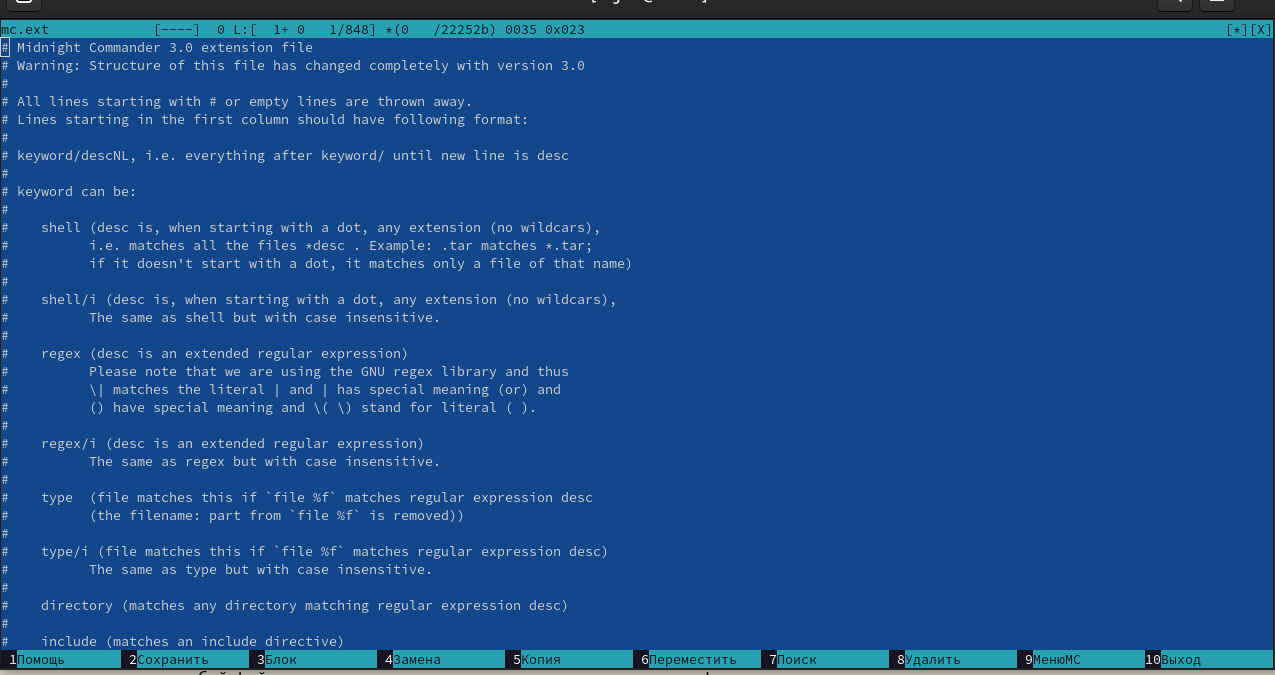 mc.ext [----] 0 L:[ 1+ 0 1/848] *(0 /22252b) 0035 0x023 [*][X]
# Midnight Commander 3.0 extension file
# Warning: Structure of this file has changed completely with version 3.0
#
# All lines starting with # or empty lines are thrown away.
# Lines starting in the first column should have following format:
#
# keyword/descNL, i.e. everything after keyword/ until new line is desc
#
# keyword can be:
#
#    shell (desc is, when starting with a dot, any extension (no wildcars),
#          i.e. matches all the files *desc . Example: .tar matches *.tar;
#          if it doesn't start with a dot, it matches only a file of that name)
#
#    shell/i (desc is, when starting with a dot, any extension (no wildcars),
#          The same as shell but with case insensitive.
#
#    regex (desc is an extended regular expression)
#          Please note that we are using the GNU regex library and thus
#          \| matches the literal | and | has special meaning (or) and
#          () have special meaning and \( \) stand for literal ( ).
#
#    regex/i (desc is an extended regular expression)
#          The same as regex but with case insensitive.
#
#    type  (file matches this if `file %f` matches regular expression desc
#          (the filename: part from `file %f` is removed))
#
#    type/i (file matches this if `file %f` matches regular expression desc)
#          The same as type but with case insensitive.
#
#    directory (matches any directory matching regular expression desc)
#
#    include (matches an include directive)
1Помощь 2Сохранить 3Блок 4Замена 5Копия 6Переместить 7Поиск 8Удалить 9МенюМС 10Выход